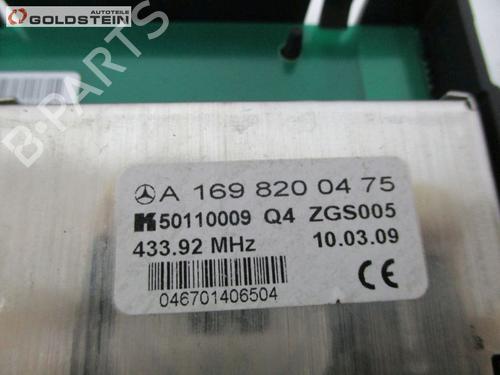 AUTOTEILE
GOLDSTEIN
B-PARTS
A 169 820 04 75
K 50110009 Q4 ZGS005
433.92 MHz 10.03.09
046701406504
CE